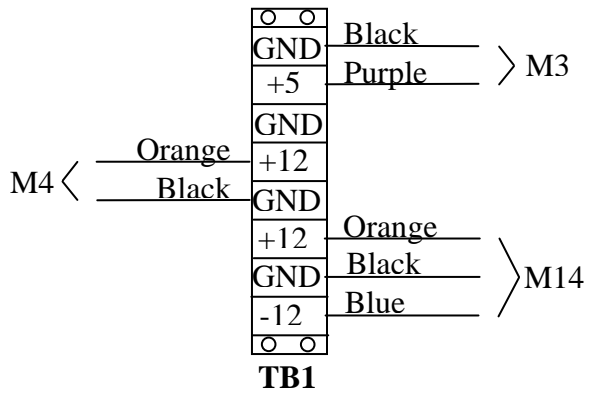 GND Black
+5 Purple M3
GND
Orange +12
M4 Black GND
+12 Orange
GND Black M14
-12 Blue
TB1